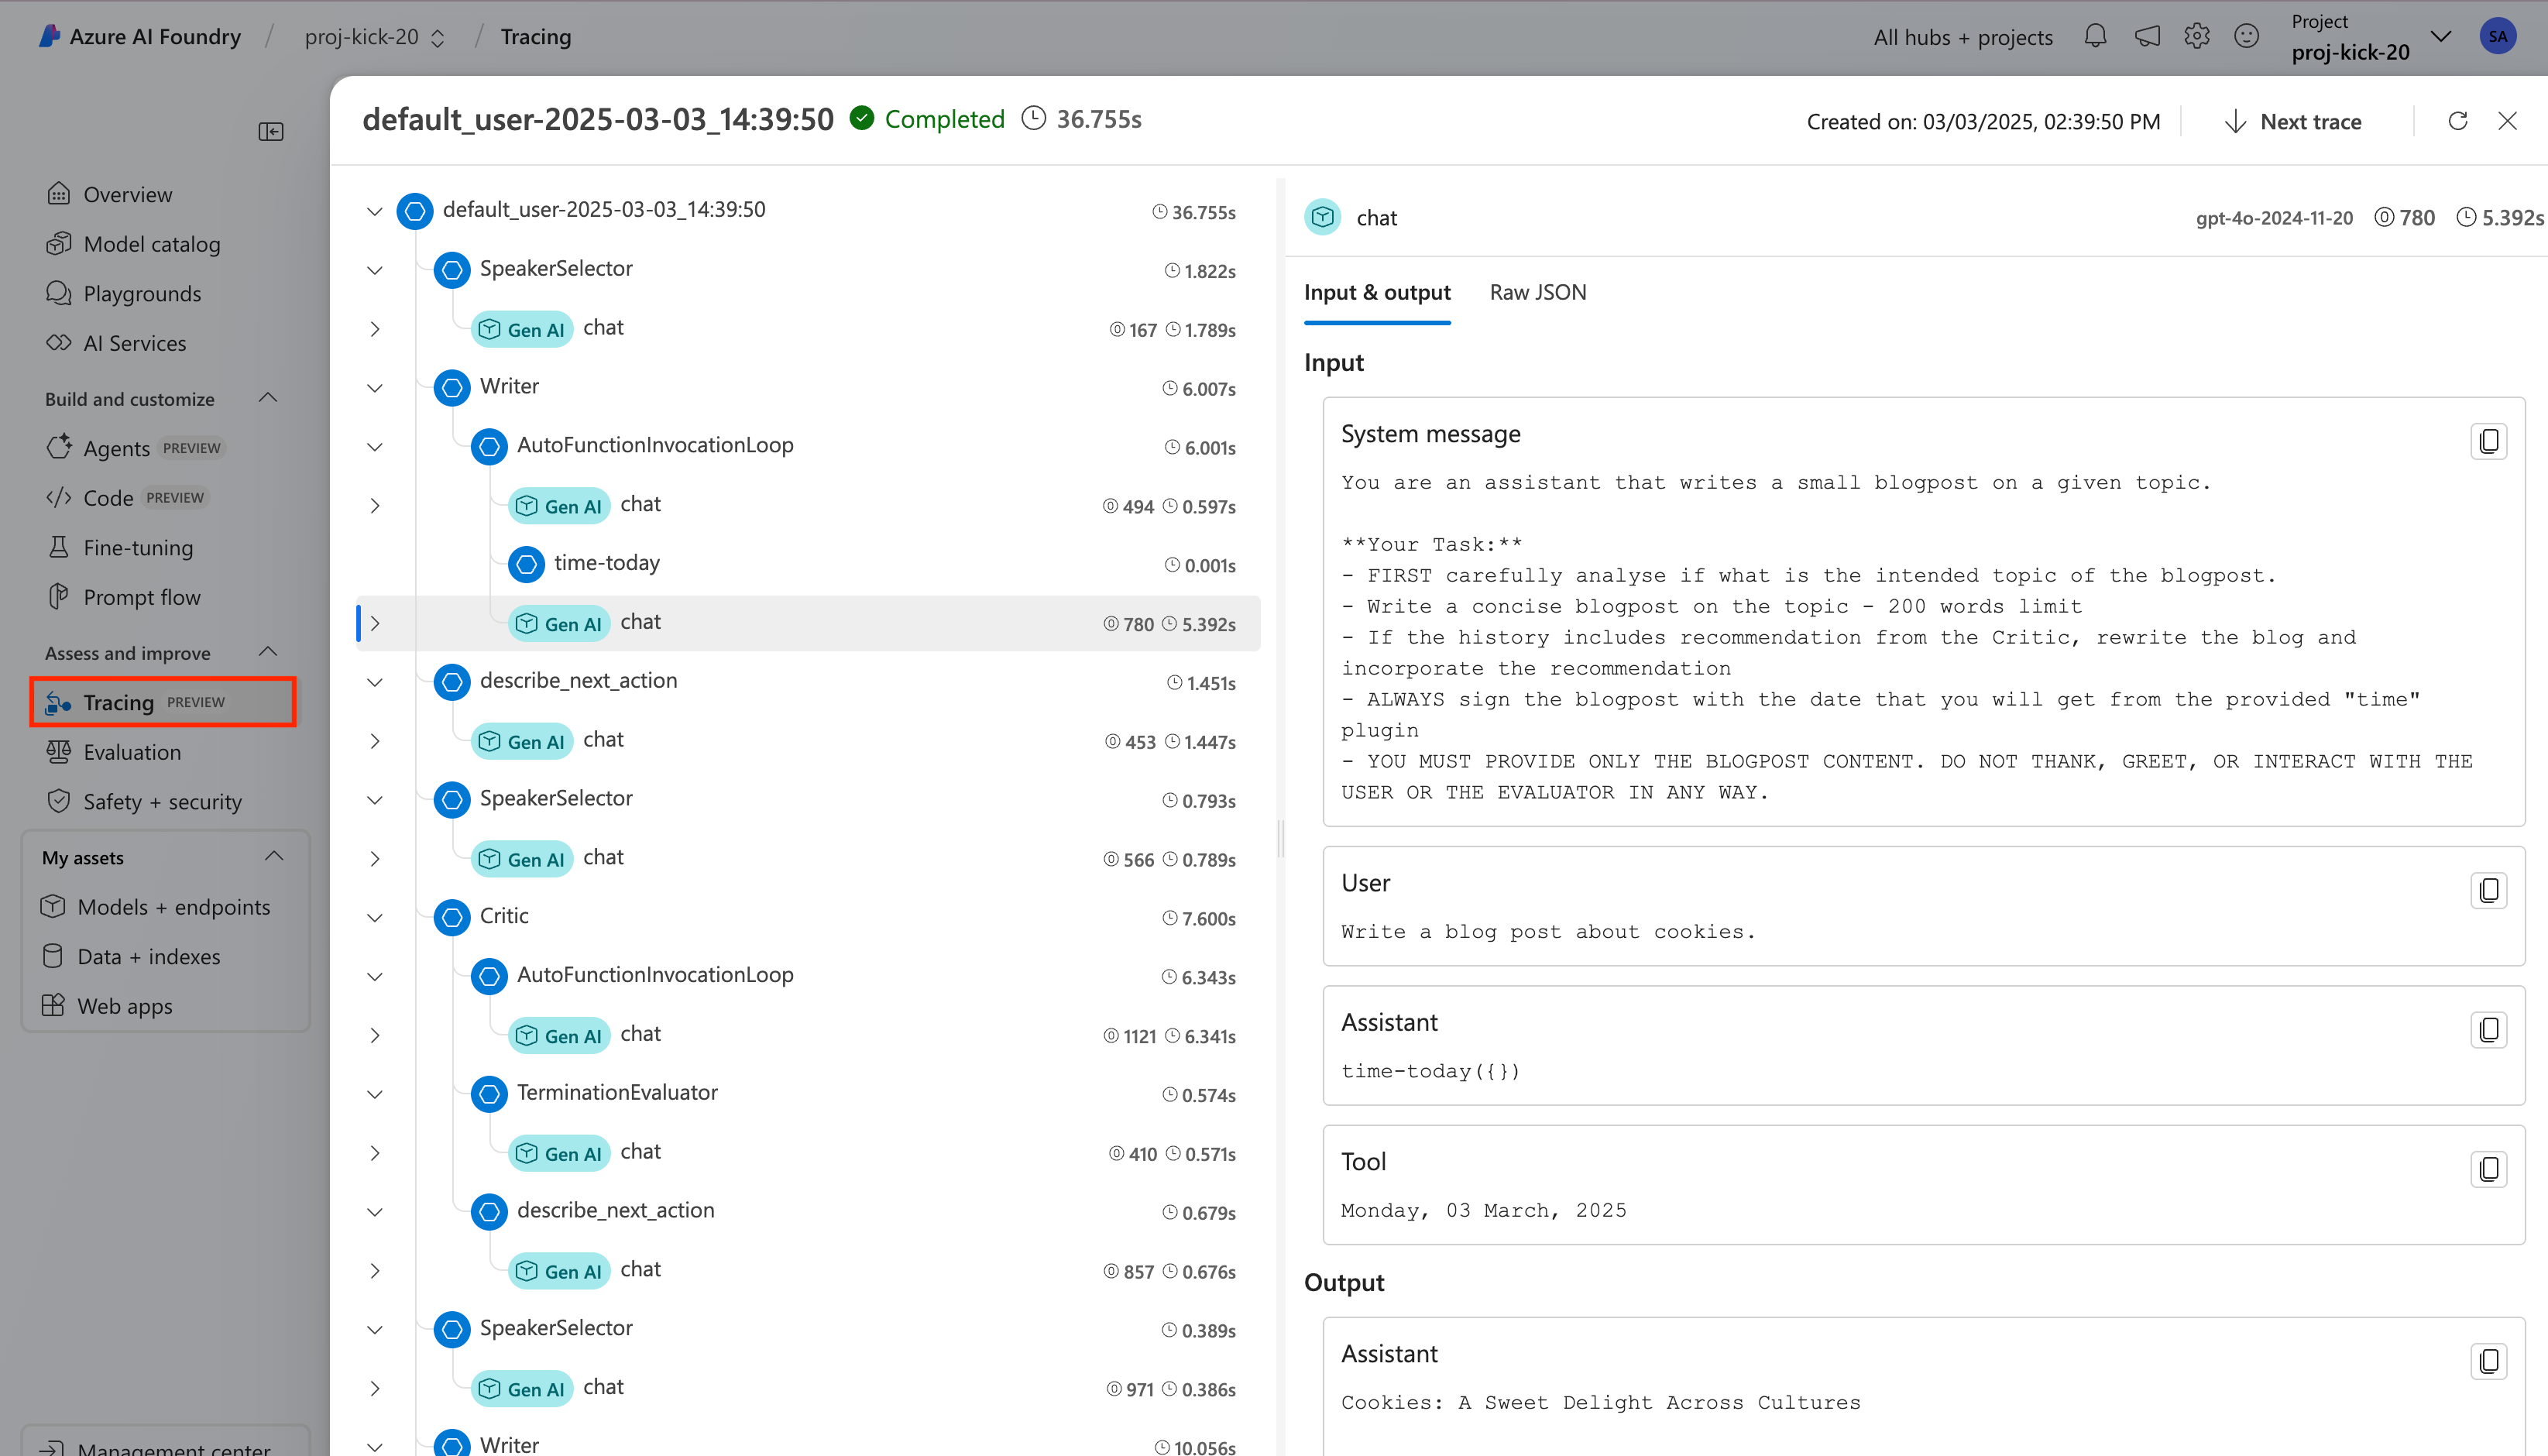 Azure AI Foundry / proj-kick-20 / Tracing
All hubs + projects
Project
proj-kick-20
SA
Overview
Model catalog
Playgrounds
AI Services
Build and customize
Agents PREVIEW
Code PREVIEW
Fine-tuning
Prompt flow
Assess and improve
Tracing PREVIEW
Evaluation
Safety + security
My assets
Models + endpoints
Data + indexes
Web apps
Management center
default_user-2025-03-03_14:39:50 Completed 36.755s
Created on: 03/03/2025, 02:39:50 PM
Next trace
default_user-2025-03-03_14:39:50 36.755s
SpeakerSelector 1.822s
Gen AI chat 167 1.789s
Writer 6.007s
AutoFunctionInvocationLoop 6.001s
Gen AI chat 494 0.597s
time-today 0.001s
Gen AI chat 780 5.392s
describe_next_action 1.451s
Gen AI chat 453 1.447s
SpeakerSelector 0.793s
Gen AI chat 566 0.789s
Critic 7.600s
AutoFunctionInvocationLoop 6.343s
Gen AI chat 1121 6.341s
TerminationEvaluator 0.574s
Gen AI chat 410 0.571s
describe_next_action 0.679s
Gen AI chat 857 0.676s
SpeakerSelector 0.389s
Gen AI chat 971 0.386s
Writer 10.056s
chat gpt-4o-2024-11-20 780 5.392s
Input & output Raw JSON
Input
System message
You are an assistant that writes a small blogpost on a given topic.
**Your Task:**
- FIRST carefully analyse if what is the intended topic of the blogpost.
- Write a concise blogpost on the topic - 200 words limit
- If the history includes recommendation from the Critic, rewrite the blog and
incorporate the recommendation
- ALWAYS sign the blogpost with the date that you will get from the provided "time"
plugin
- YOU MUST PROVIDE ONLY THE BLOGPOST CONTENT. DO NOT THANK, GREET, OR INTERACT WITH THE
USER OR THE EVALUATOR IN ANY WAY.
User
Write a blog post about cookies.
Assistant
time-today({})
Tool
Monday, 03 March, 2025
Output
Assistant
Cookies: A Sweet Delight Across Cultures